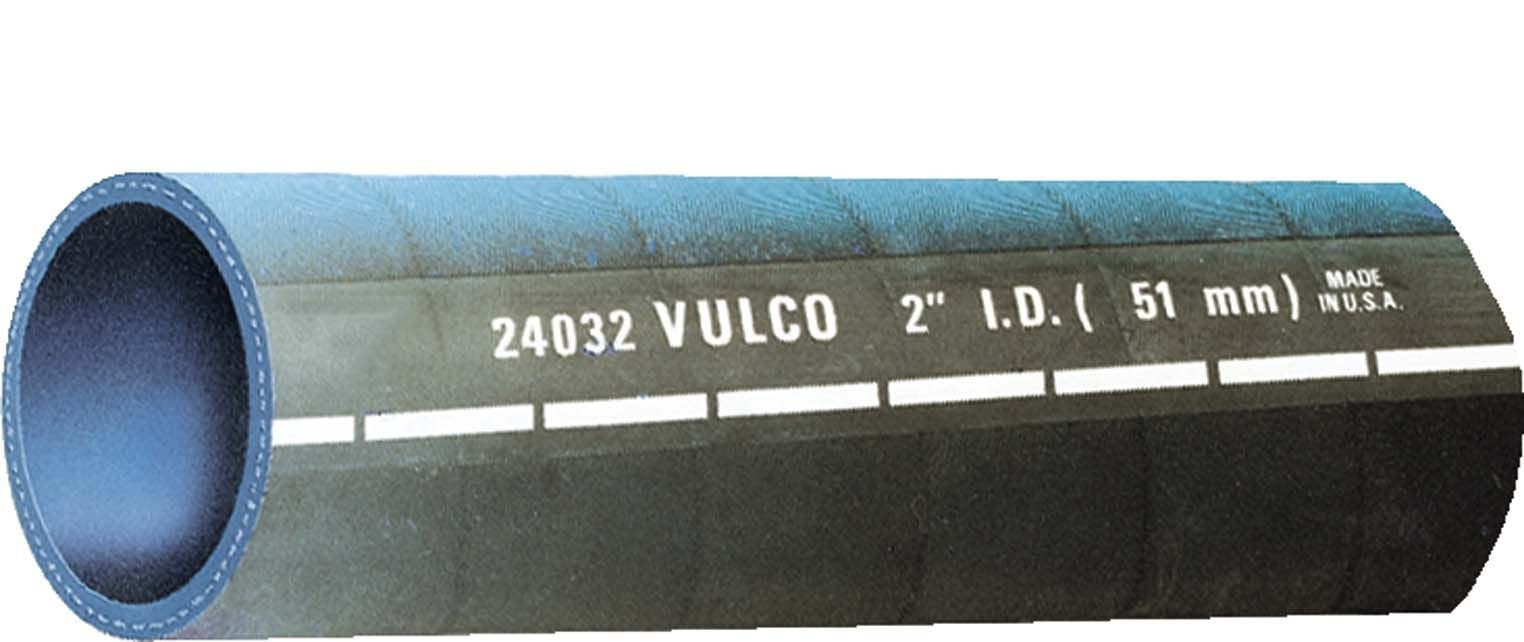 24032 VULCO 2" I.D. ( 51 mm) MADE
IN U.S.A.